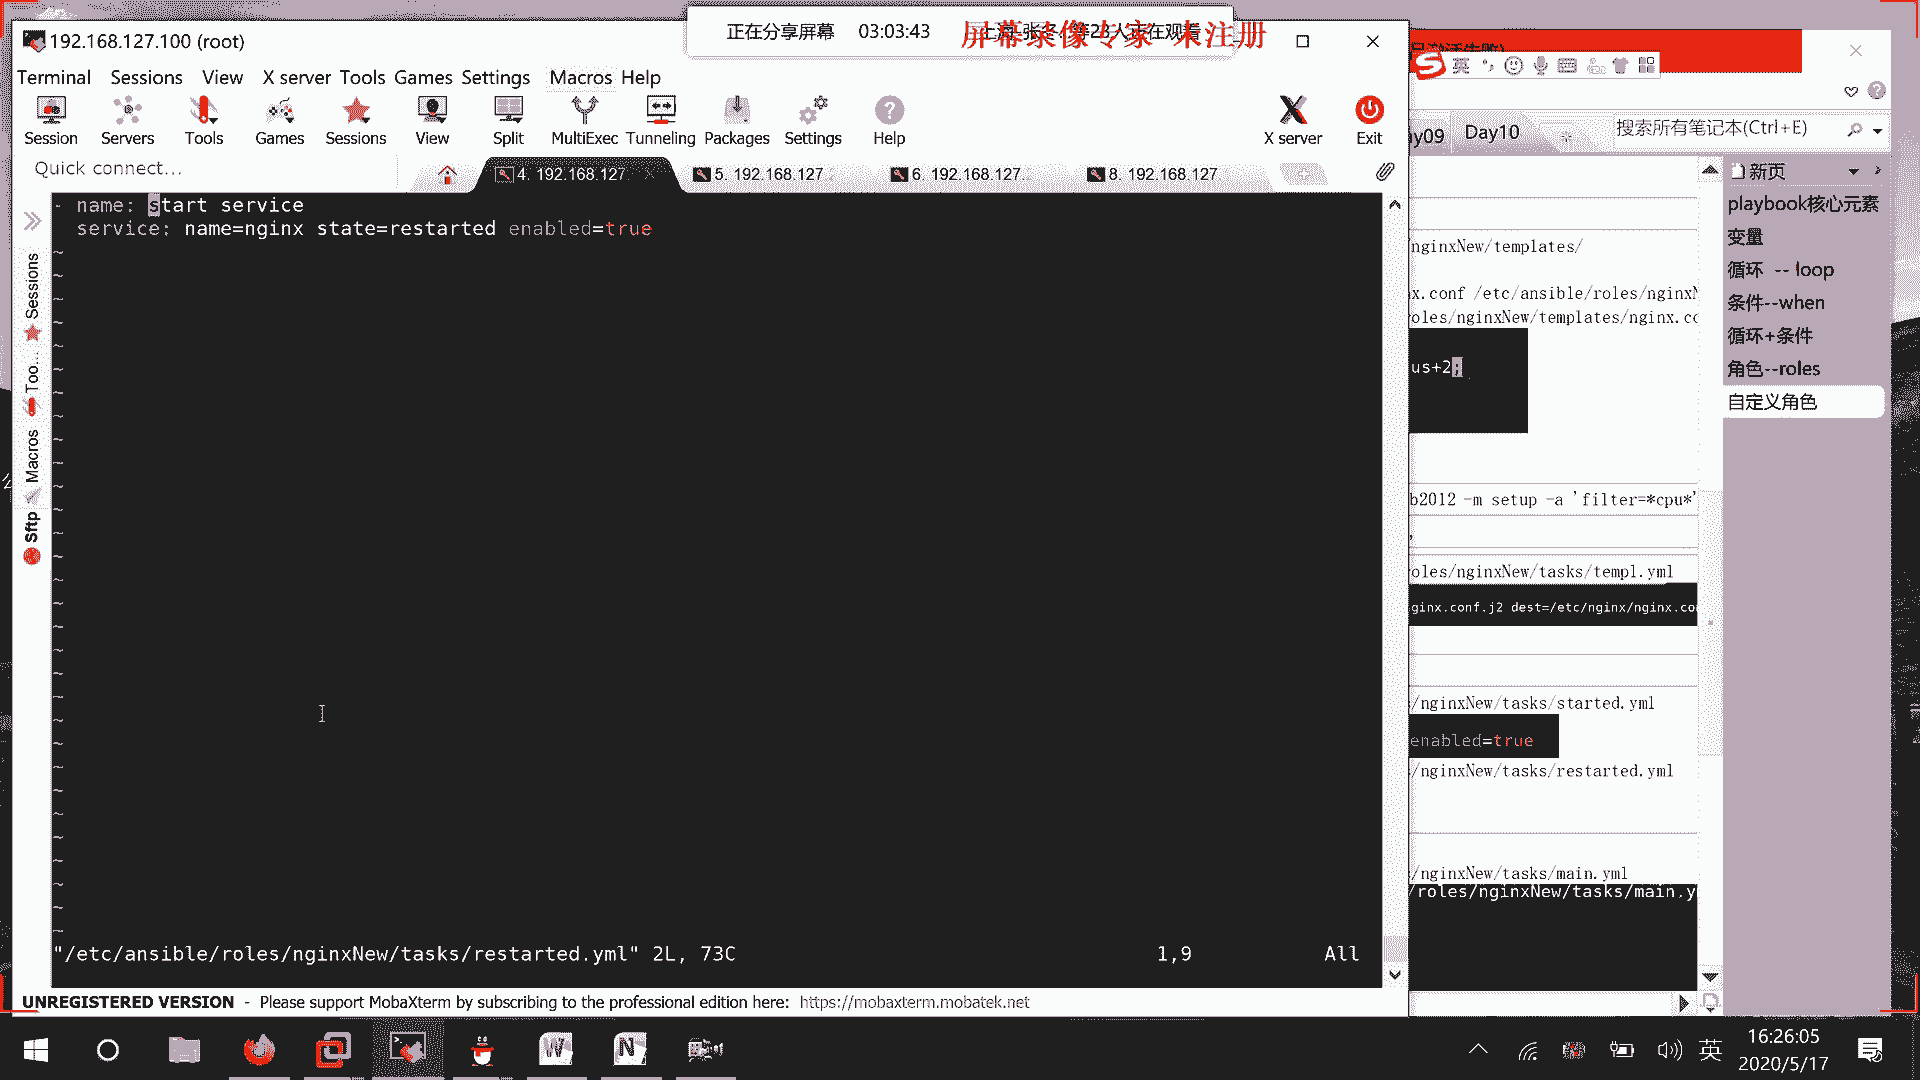 正在分享屏幕 03:03:43
屏幕录像专家 未注册
192.168.127.100 (root)
Terminal Sessions View X server Tools Games Settings Macros Help
Session Servers Tools Games Sessions View Split MultiExec Tunneling Packages Settings Help X server Exit
Quick connect...
4. 192.168.127. 5. 192.168.127. 6. 192.168.127. 8. 192.168.127.
Sessions
Too...
Macros
Sftp
- name: start service
service: name=nginx state=restarted enabled=true
"/etc/ansible/roles/nginxNew/tasks/restarted.yml" 2L, 73C 1,9 All
UNREGISTERED VERSION - Please support MobaXterm by subscribing to the professional edition here: https://mobaxterm.mobatek.net
英
y09 Day10 搜索所有笔记本(Ctrl+E)
nginxNew/templates/
x.conf /etc/ansible/roles/nginxN
oles/nginxNew/templates/nginx.co
us+2;
b2012 -m setup -a 'filter=*cpu*'
oles/nginxNew/tasks/templ.yml
ginx.conf.j2 dest=/etc/nginx/nginx.co
/nginxNew/tasks/started.yml
enabled=true
/nginxNew/tasks/restarted.yml
/nginxNew/tasks/main.yml
/roles/nginxNew/tasks/main.y
新页
playbook核心元素
变量
循环 -- loop
条件--when
循环+条件
角色--roles
自定义角色
英
16:26:05
2020/5/17